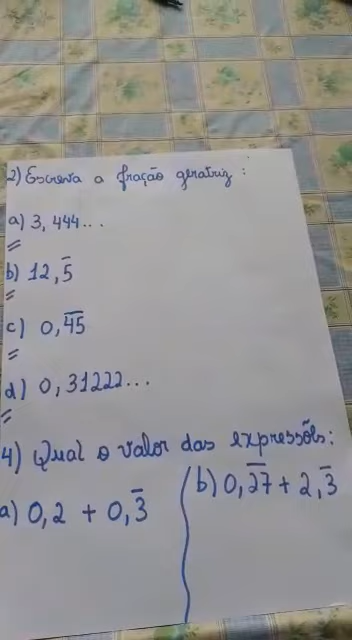 2) Escreva a fração geratriz:
a) 3,444...
b) 12,5̅
c) 0,4̅5̅
d) 0,31222...
4) Qual o valor das expressões:
a) 0,2 + 0,3̅
b) 0,2̅7̅ + 2,3̅